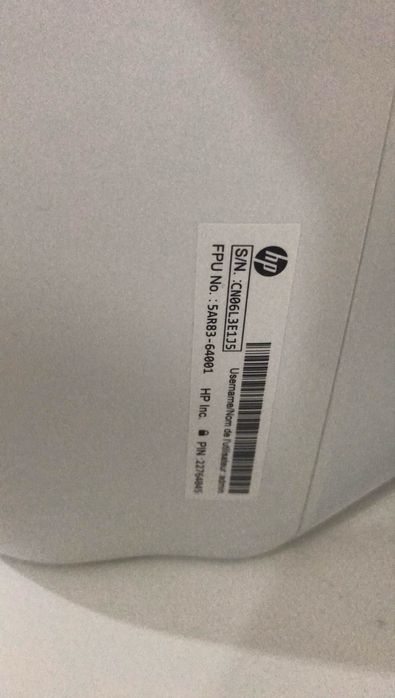 hp
S/N.:CN06L3E1J5
Username/Nom de l'utilisateur: admin
FPU No.:5AR83-64001 HP Inc. PIN: 22764845